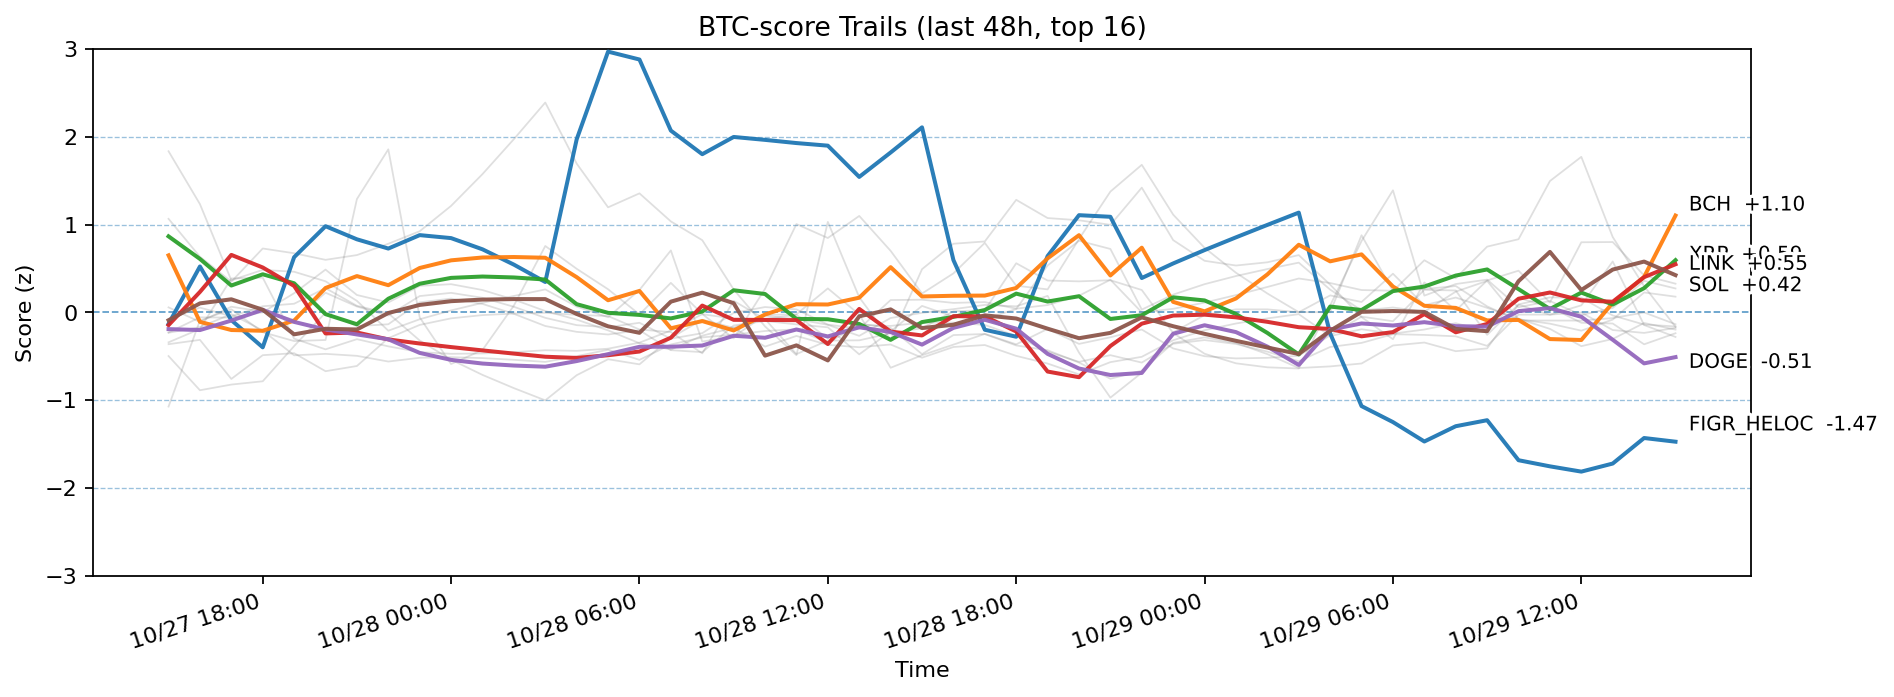 BTC-score Trails (last 48h, top 16)
Score (z)
3
2
1
0
−1
−2
−3
BCH +1.10
LINK +0.55
SOL +0.42
DOGE -0.51
FIGR_HELOC -1.47
10/27 18:00
10/28 00:00
10/28 06:00
10/28 12:00
10/28 18:00
10/29 00:00
10/29 06:00
10/29 12:00
Time